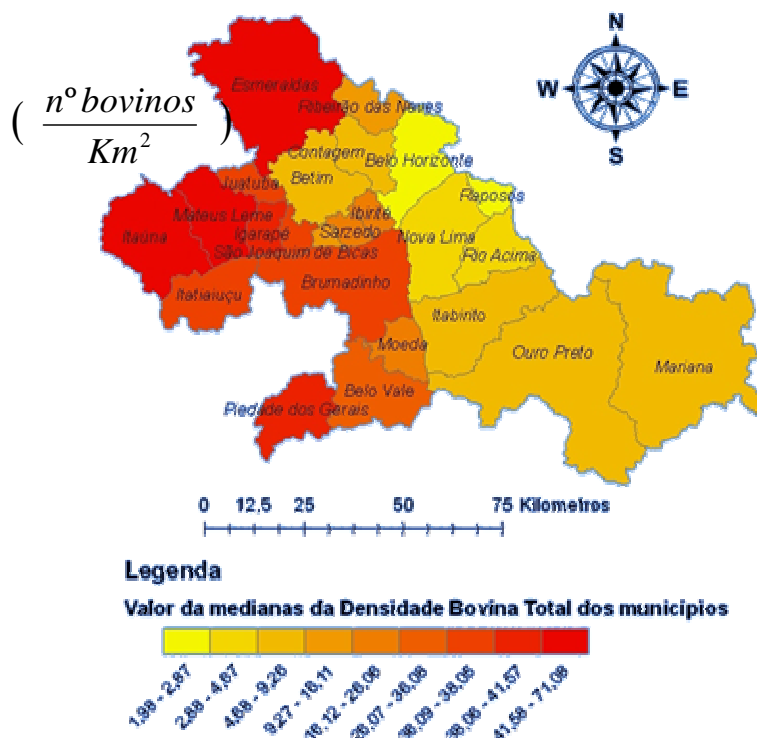 N
W E
S
( nº bovinos
Km² )
Esmeraldas
Ribeirão das Neves
Contagem
Belo Horizonte
Betim
Juatuba
Raposos
Mateus Leme
Ibirité
Itaúna
Igarapé
Sarzedo
Nova Lima
São Joaquim de Bicas
Rio Acima
Brumadinho
Itatiaiuçu
Itabirito
Moeda
Ouro Preto
Mariana
Belo Vale
Piedade dos Gerais
0 12,5 25 50 75 Kilometros
Legenda
Valor da medianas da Densidade Bovina Total dos municipios
1,98 - 2,87
2,88 - 4,67
4,68 - 9,26
9,27 - 16,11
16,12 - 26,06
26,07 - 36,08
36,09 - 38,05
38,06 - 41,57
41,58 - 71,08